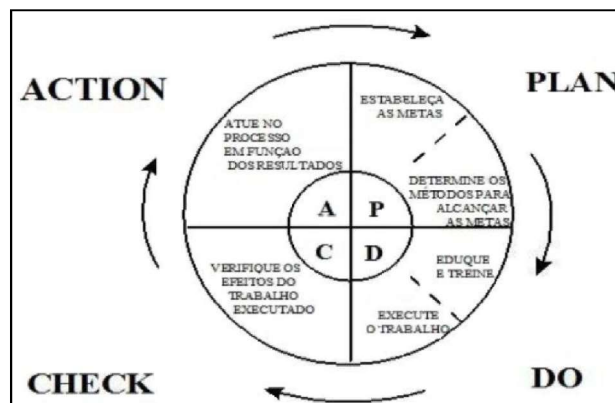 ACTION
PLAN
ESTABELEÇA
AS METAS
ATUE NO
PROCESSO
EM FUNÇAO
DOS RESULTADOS
DETERMINE OS
MÉTODOS PARA
ALCANÇAR
AS METAS
A
P
C
D
VERIFIQUE OS
EFEITOS DO
TRABALHO
EXECUTADO
EDUQUE
E TREINE
EXECUTE
O TRABALHO
CHECK
DO